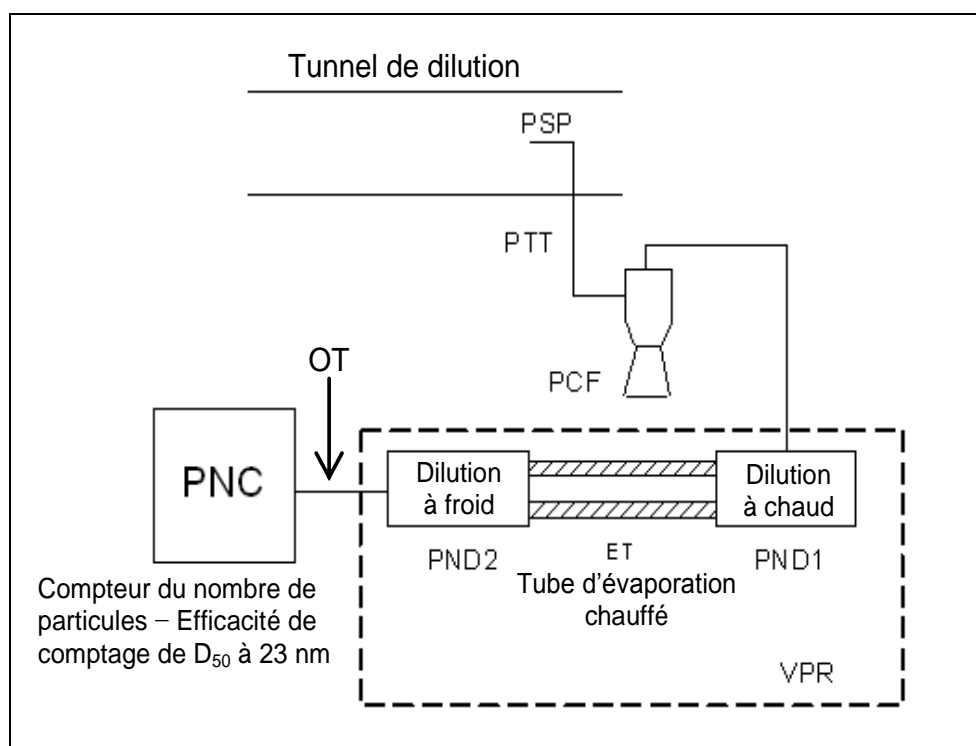 Tunnel de dilution
PSP
PTT
PCF
OT
PNC
Dilution
à froid
Dilution
à chaud
PND2
ET
PND1
Tube d'évaporation
chauffé
Compteur du nombre de
particules – Efficacité de
comptage de D₅₀ à 23 nm
VPR